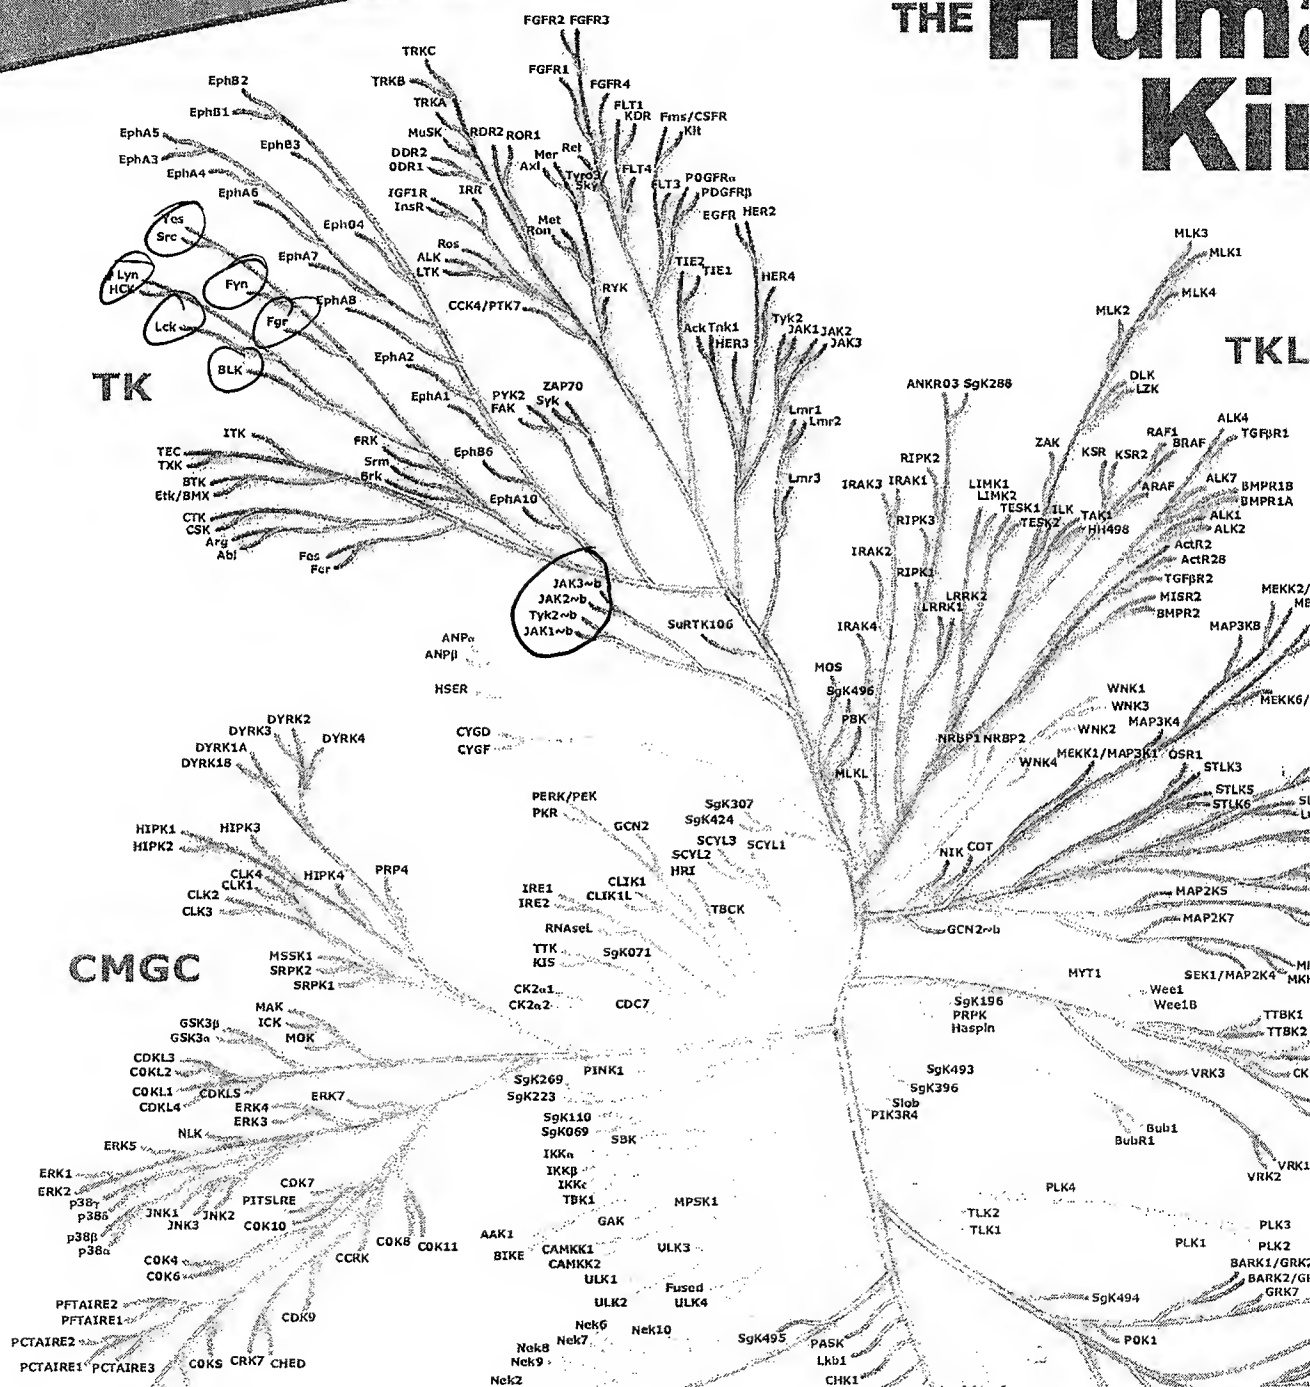 THE Huma
Kin
FGFR2 FGFR3
TRKC
FGFR1
TRKB
EphB2
FGFR4
TRKA
FLT1
EphB1
KDR
Fms/CSFR
Kit
EphA5
MuSK
RDR2
ROR1
EphB3
Ret
Mer
DDR2
EphA3
Axl
DDR1
FLT4
EphA4
Tyro3/
Sky
FLT3
PDGFRα
PDGFRβ
IRR
IGF1R
InsR
EphA6
EGFR
HER2
Yes
Src
EphB4
Met
Ron
MLK3
MLK1
Ros
ALK
LTK
EphA7
TIE2
TIE1
Lyn
HCK
Fyn
HER4
RYK
MLK4
EphA8
CCK4/PTK7
MLK2
Lck
Fgr
Ack
Tnk1
HER3
Tyk2
JAK1
JAK2
JAK3
TKL
EphA2
BLK
TK
DLK
LZK
ANKRD3 SgK288
EphA1
PYK2
FAK
ZAP70
Syk
Lmr1
Lmr2
ALK4
TGFβR1
ITK
FRK
RAF1
BRAF
ZAK
KSR
KSR2
TEC
TXK
Srm
Brk
EphB6
RIPK2
Lmr3
IRAK3
IRAK1
LIMK1
LIMK2
ARAF
ALK7
BMPR1B
BMPR1A
BTK
Etk/BMX
EphA10
TESK1
TESK2
ILK
TAK1
HH498
ALK1
ALK2
CTK
CSK
RIPK3
Arg
Abl
Fes
Fer
IRAK2
RIPK1
ActR2
ActR2B
JAK3~b
JAK2~b
Tyk2~b
JAK1~b
LRRK2
LRRK1
TGFβR2
MISR2
BMPR2
MEKK2/
SuRTK106
IRAK4
MAP3K8
ANPα
ANPβ
MOS
HSER
SgK496
WNK1
WNK3
MEKK6/
PBK
MAP3K4
WNK2
DYRK2
DYRK3
DYRK4
CYGD
CYGF
NRBP1
NRBP2
DYRK1A
DYRK1B
MLKL
WNK4
MEKK1/MAP3K1
OSR1
STLK3
STLK5
STLK6
PERK/PEK
PKR
SgK307
SgK424
HIPK1
HIPK2
HIPK3
GCN2
SCYL3
SCYL1
SCYL2
NIK
COT
HRI
CLK4
CLK1
HIPK4
PRP4
CLK2
CLK3
IRE1
IRE2
CLIK1
CLIK1L
MAP2K5
TBCK
RNAseL
MAP2K7
GCN2~b
TTK
KIS
SgK071
CMGC
MSSK1
SRPK2
SRPK1
MYT1
SEK1/MAP2K4
CK2α1
CK2α2
CDC7
SgK196
PRPK
Haspin
Wee1
Wee1B
MAK
ICK
MOK
GSK3β
GSK3α
TTBK1
TTBK2
CDKL3
CDKL2
PINK1
SgK493
VRK3
SgK269
SgK223
CDKL1
CDKL4
CDKL5
ERK7
SgK396
ERK4
ERK3
Slob
PIK3R4
SgK110
SgK069
SBK
NLK
Bub1
BubR1
ERK5
IKKα
IKKβ
IKKε
TBK1
ERK1
ERK2
VRK1
VRK2
CDK7
PITSLRE
PLK4
p38γ
p38δ
MPSK1
JNK1
JNK2
JNK3
CDK10
TLK2
TLK1
GAK
p38β
p38α
CDK8
CDK11
AAK1
BIKE
CAMKK1
CAMKK2
ULK3
PLK3
PLK1
PLK2
CDK4
CDK6
CCRK
ULK1
BARK1/GRK2
BARK2/GR
GRK7
Fused
ULK4
ULK2
SgK494
PFTAIRE2
PFTAIRE1
CDK9
Nek6
Nek7
Nek10
PCTAIRE2
PCTAIRE1
PCTAIRE3
CDK5
CRK7
CHED
Nek8
Nek9
Nek2
SgK495
PASK
Lkb1
CHK1
PDK1